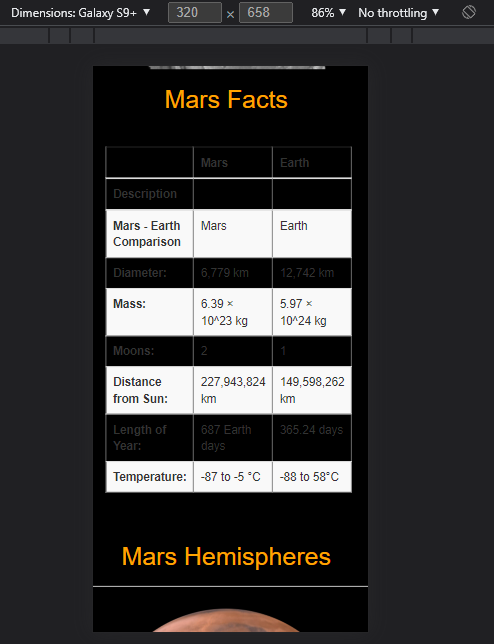 Dimensions: Galaxy S9+ ▼ 320 × 658 86% ▼ No throttling ▼
Mars Facts
Mars Earth
Description
Mars - Earth Comparison Mars Earth
Diameter: 6,779 km 12,742 km
Mass: 6.39 × 10^23 kg 5.97 × 10^24 kg
Moons: 2 1
Distance from Sun: 227,943,824 km 149,598,262 km
Length of Year: 687 Earth days 365.24 days
Temperature: -87 to -5 °C -88 to 58°C
Mars Hemispheres